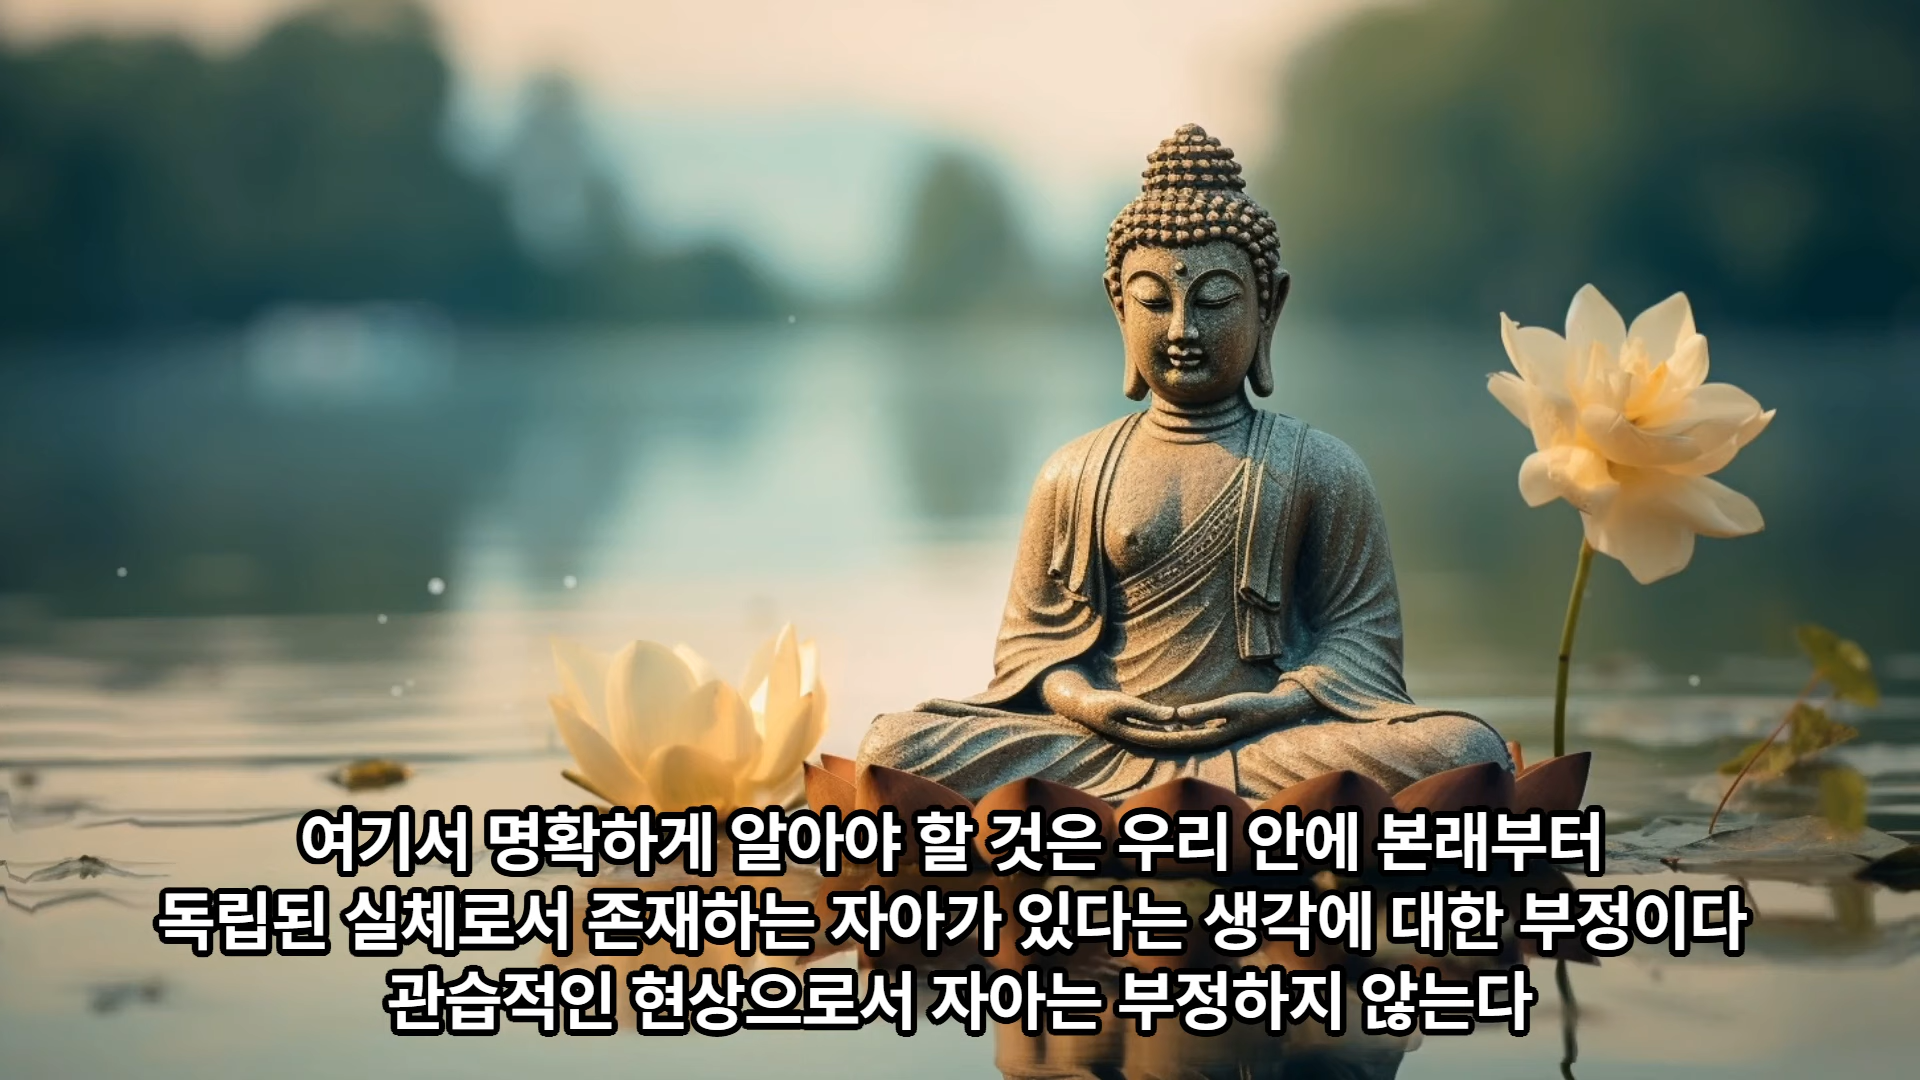 여기서 명확하게 알아야 할 것은 우리 안에 본래부터
독립된 실체로서 존재하는 자아가 있다는 생각에 대한 부정이다
관습적인 현상으로서 자아는 부정하지 않는다